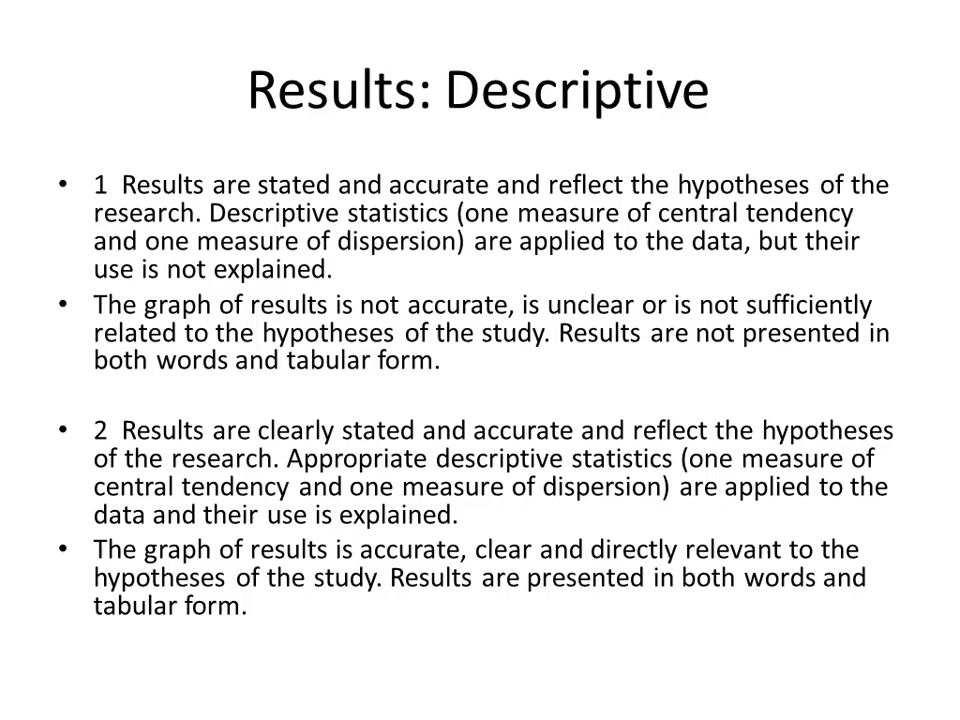 Results: Descriptive
• 1 Results are stated and accurate and reflect the hypotheses of the
research. Descriptive statistics (one measure of central tendency
and one measure of dispersion) are applied to the data, but their
use is not explained.
• The graph of results is not accurate, is unclear or is not sufficiently
related to the hypotheses of the study. Results are not presented in
both words and tabular form.
• 2 Results are clearly stated and accurate and reflect the hypotheses
of the research. Appropriate descriptive statistics (one measure of
central tendency and one measure of dispersion) are applied to the
data and their use is explained.
• The graph of results is accurate, clear and directly relevant to the
hypotheses of the study. Results are presented in both words and
tabular form.